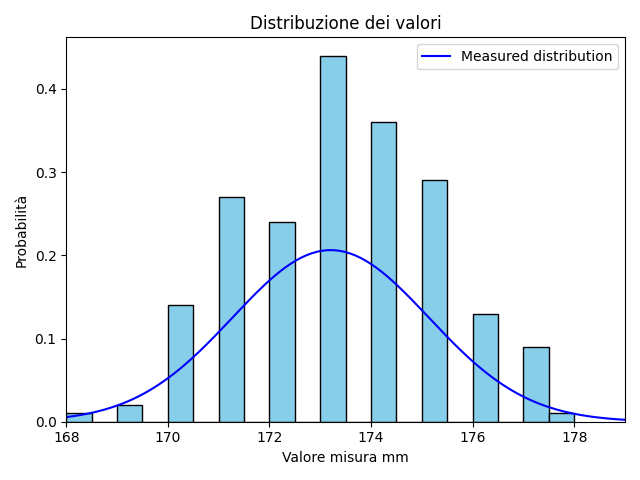 Distribuzione dei valori
Measured distribution
Probabilità
0.4
0.3
0.2
0.1
0.0
168 170 172 174 176 178
Valore misura mm